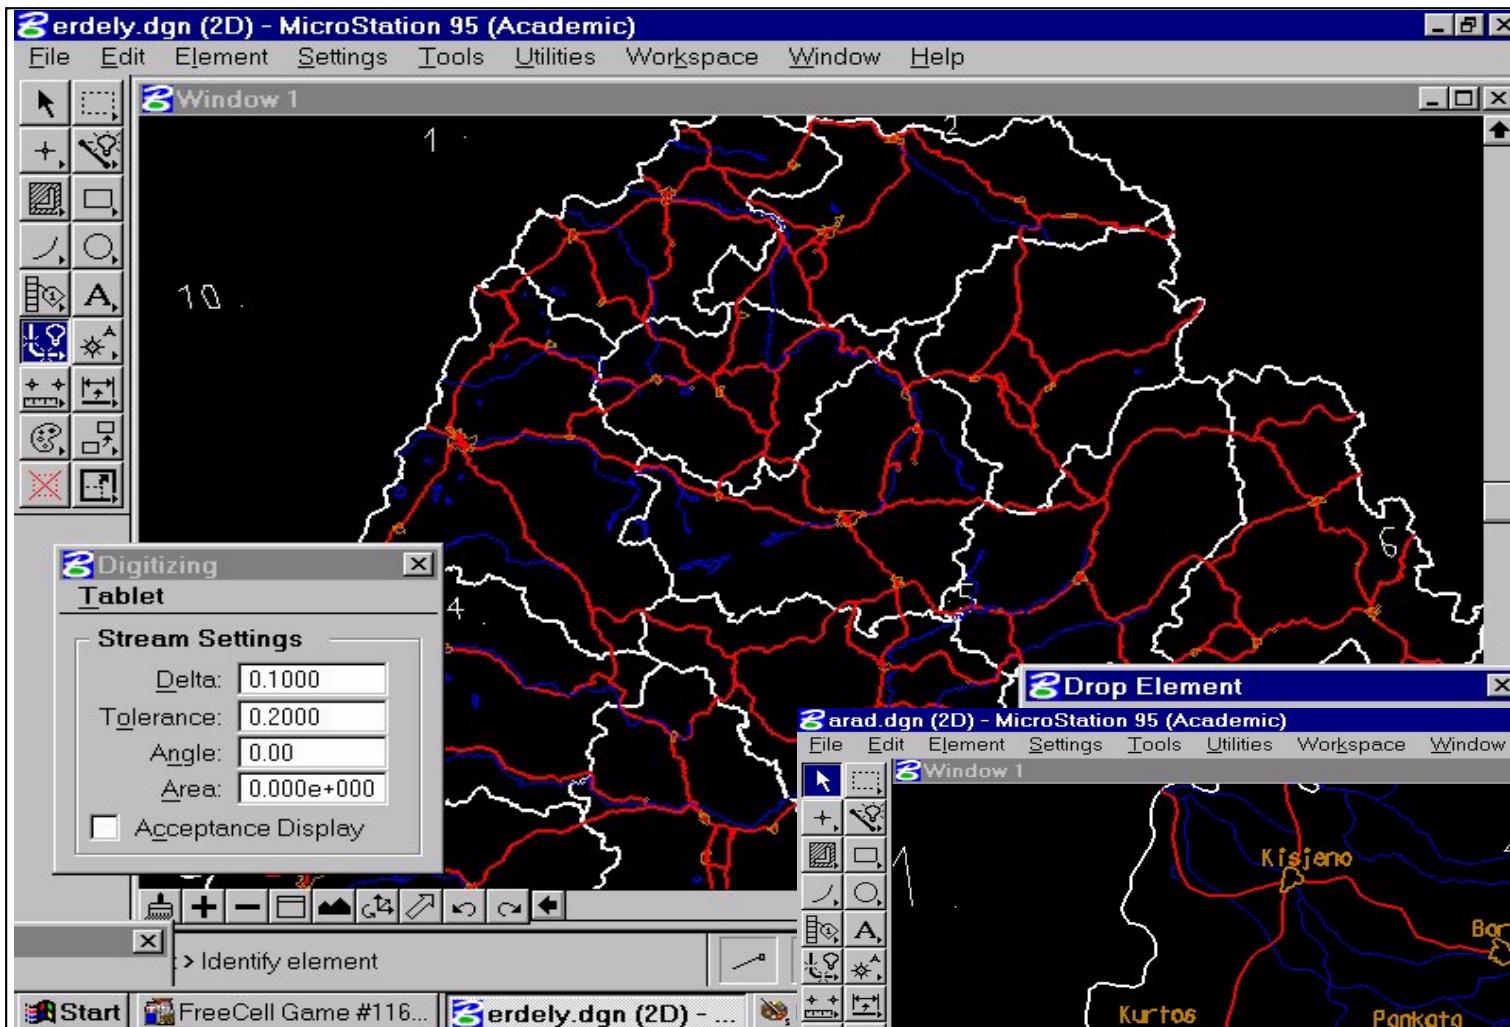 erdely.dgn (2D) - MicroStation 95 (Academic)
File Edit Element Settings Tools Utilities Workspace Window Help
Window 1
1
2
10
6
Digitizing
Tablet
4
5
Stream Settings
Delta: 0.1000
Tolerance: 0.2000
Angle: 0.00
Area: 0.000e+000
Acceptance Display
Drop Element
arad.dgn (2D) - MicroStation 95 (Academic)
File Edit Element Settings Tools Utilities Workspace Window
Window 1
1
Kisjeno
Bor
Kurtos
Pankota
> Identify element
Start FreeCell Game #116... erdely.dgn (2D) - ...